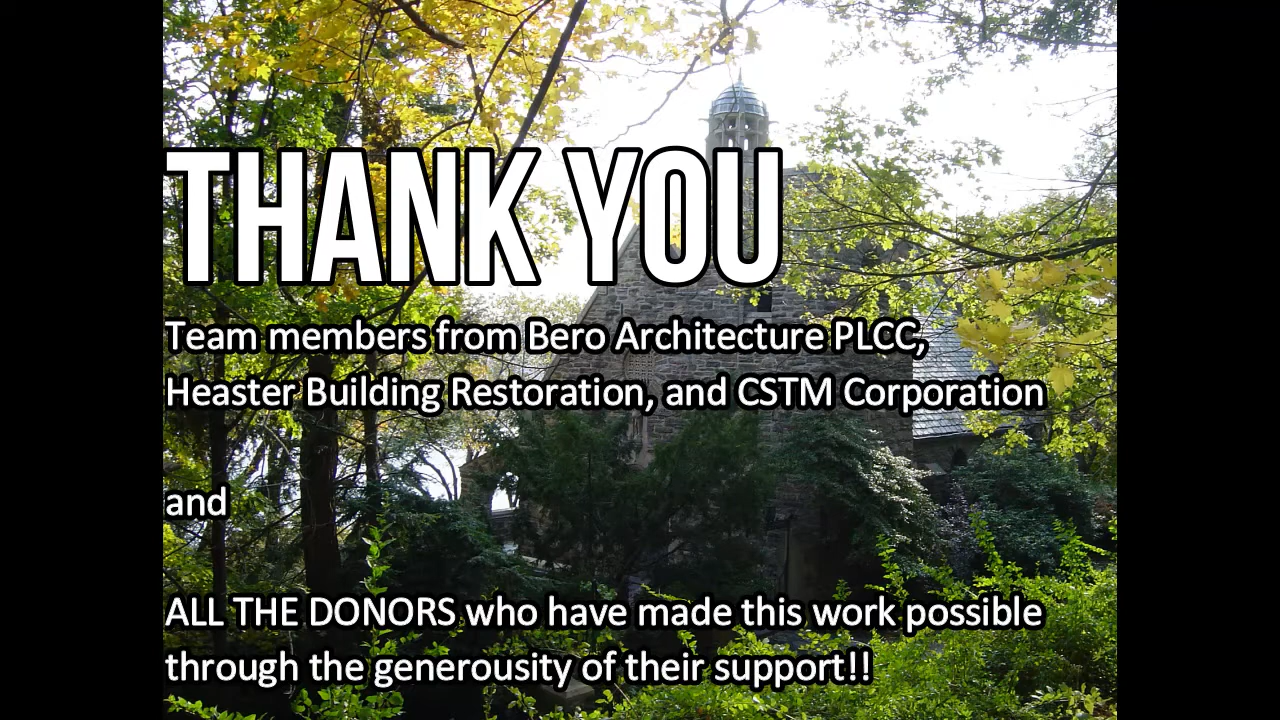 THANK YOU
Team members from Bero Architecture PLCC,
Heaster Building Restoration, and CSTM Corporation
and
ALL THE DONORS who have made this work possible
through the generousity of their support!!